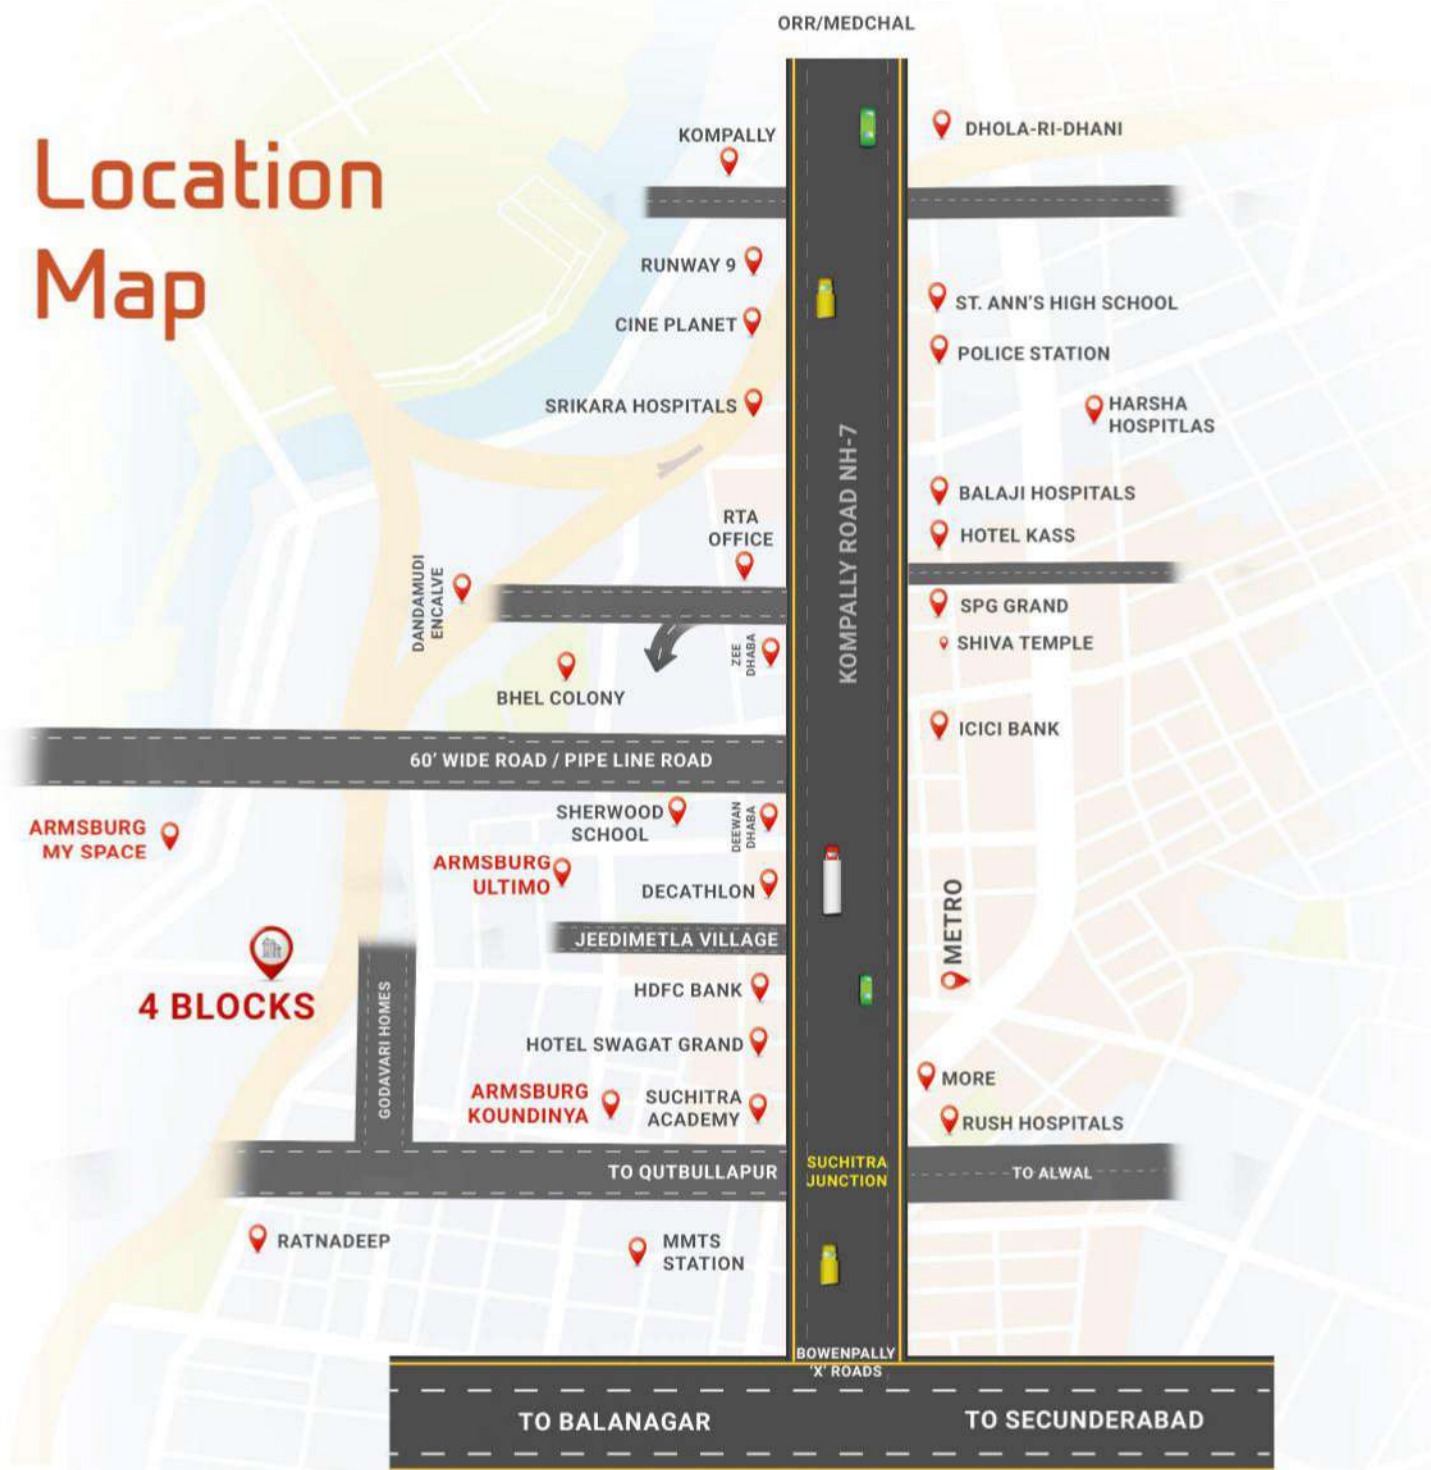 ORR/MEDCHAL
Location
Map
KOMPALLY
DHOLA-RI-DHANI
RUNWAY 9
CINE PLANET
ST. ANN'S HIGH SCHOOL
POLICE STATION
SRIKARA HOSPITALS
HARSHA
HOSPITLAS
KOMPALLY ROAD NH-7
BALAJI HOSPITALS
RTA
OFFICE
HOTEL KASS
DANDAMUDI
ENCALVE
SPG GRAND
ZEE
DHABA
SHIVA TEMPLE
BHEL COLONY
ICICI BANK
60' WIDE ROAD / PIPE LINE ROAD
ARMSBURG
MY SPACE
SHERWOOD
SCHOOL
DEEWAN
DHABA
ARMSBURG
ULTIMO
DECATHLON
METRO
JEEDIMETLA VILLAGE
4 BLOCKS
HDFC BANK
GODAVARI HOMES
HOTEL SWAGAT GRAND
MORE
ARMSBURG
KOUNDINYA
SUCHITRA
ACADEMY
RUSH HOSPITALS
TO QUTBULLAPUR
SUCHITRA
JUNCTION
TO ALWAL
RATNADEEP
MMTS
STATION
BOWENPALLY
'X' ROADS
TO BALANAGAR
TO SECUNDERABAD